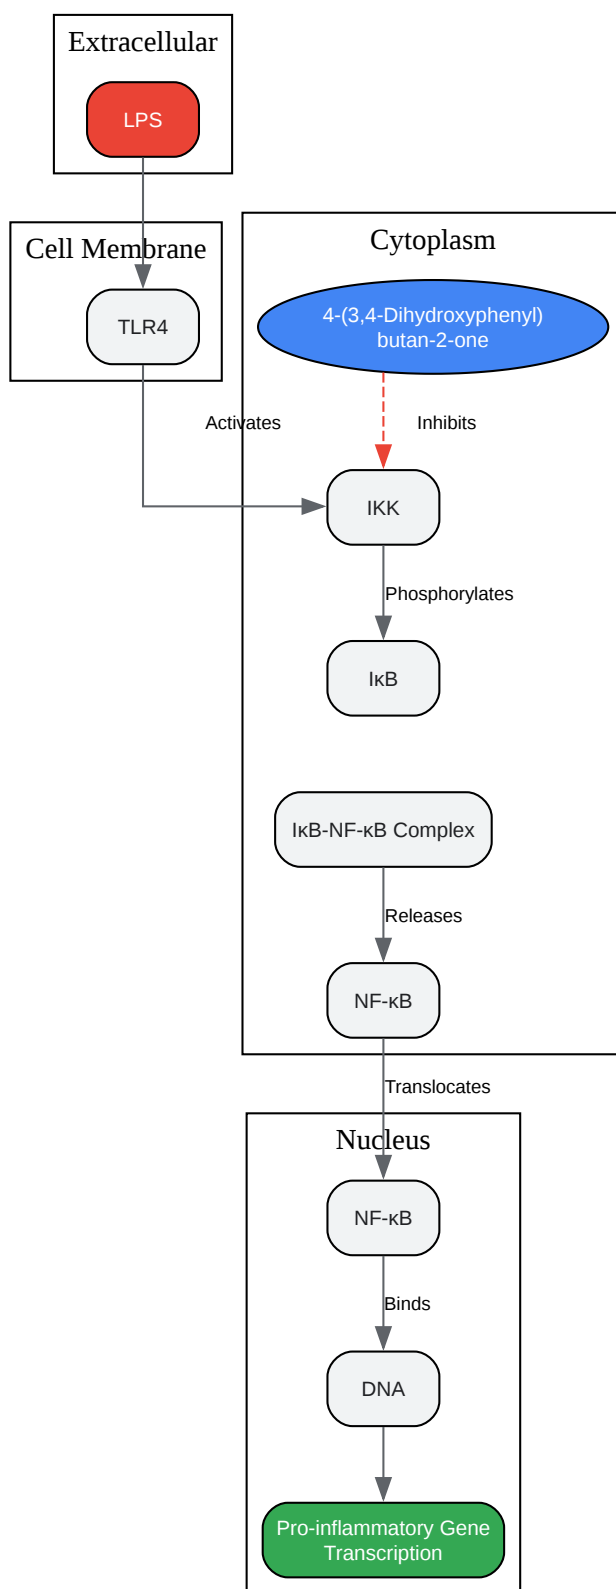 Extracellular
LPS
Cell Membrane
TLR4
Cytoplasm
4-(3,4-Dihydroxyphenyl)
butan-2-one
Activates
Inhibits
IKK
Phosphorylates
IκB
IκB-NF-κB Complex
Releases
NF-κB
Translocates
Nucleus
NF-κB
Binds
DNA
Pro-inflammatory Gene
Transcription